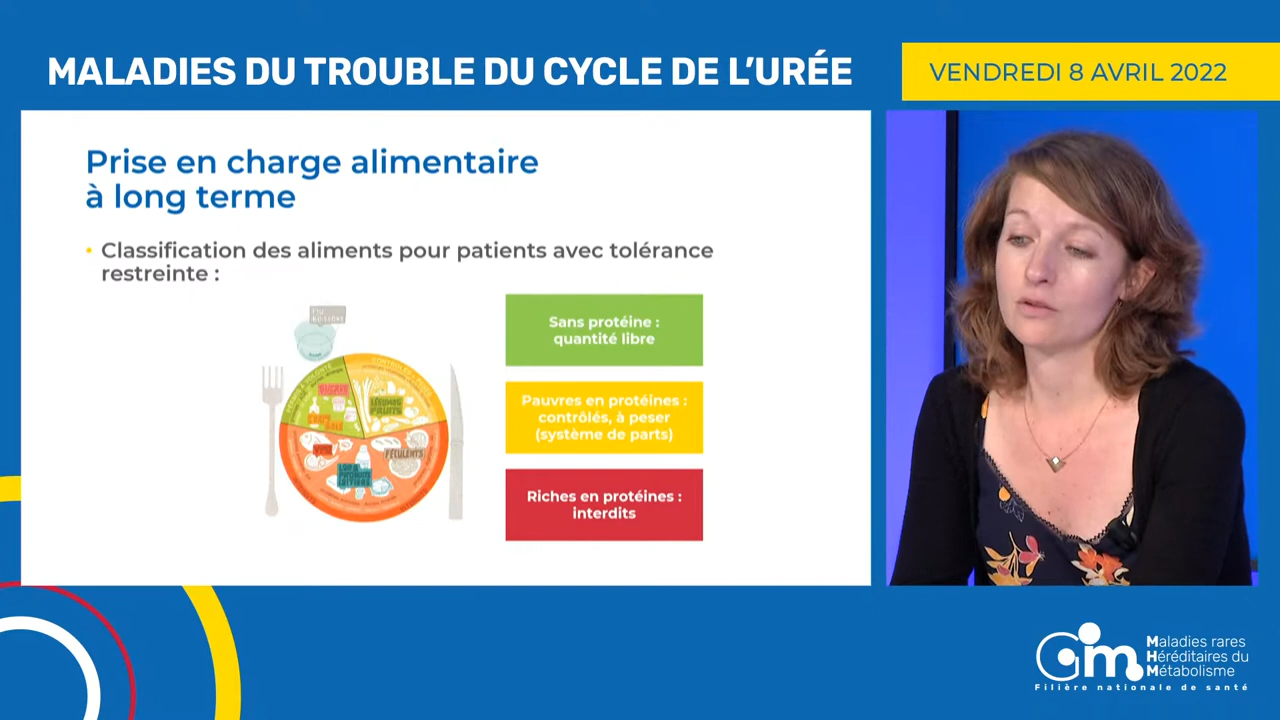 MALADIES DU TROUBLE DU CYCLE DE L'URÉE
VENDREDI 8 AVRIL 2022
Prise en charge alimentaire
à long terme
• Classification des aliments pour patients avec tolérance
restreinte :
Sans protéine :
quantité libre
Pauvres en protéines :
contrôlés, à peser
(système de parts)
Riches en protéines :
interdits
LÉGUMES
FRUITS
FÉCULENTS
Maladies rares
Héréditaires du
Métabolisme
Filière nationale de santé